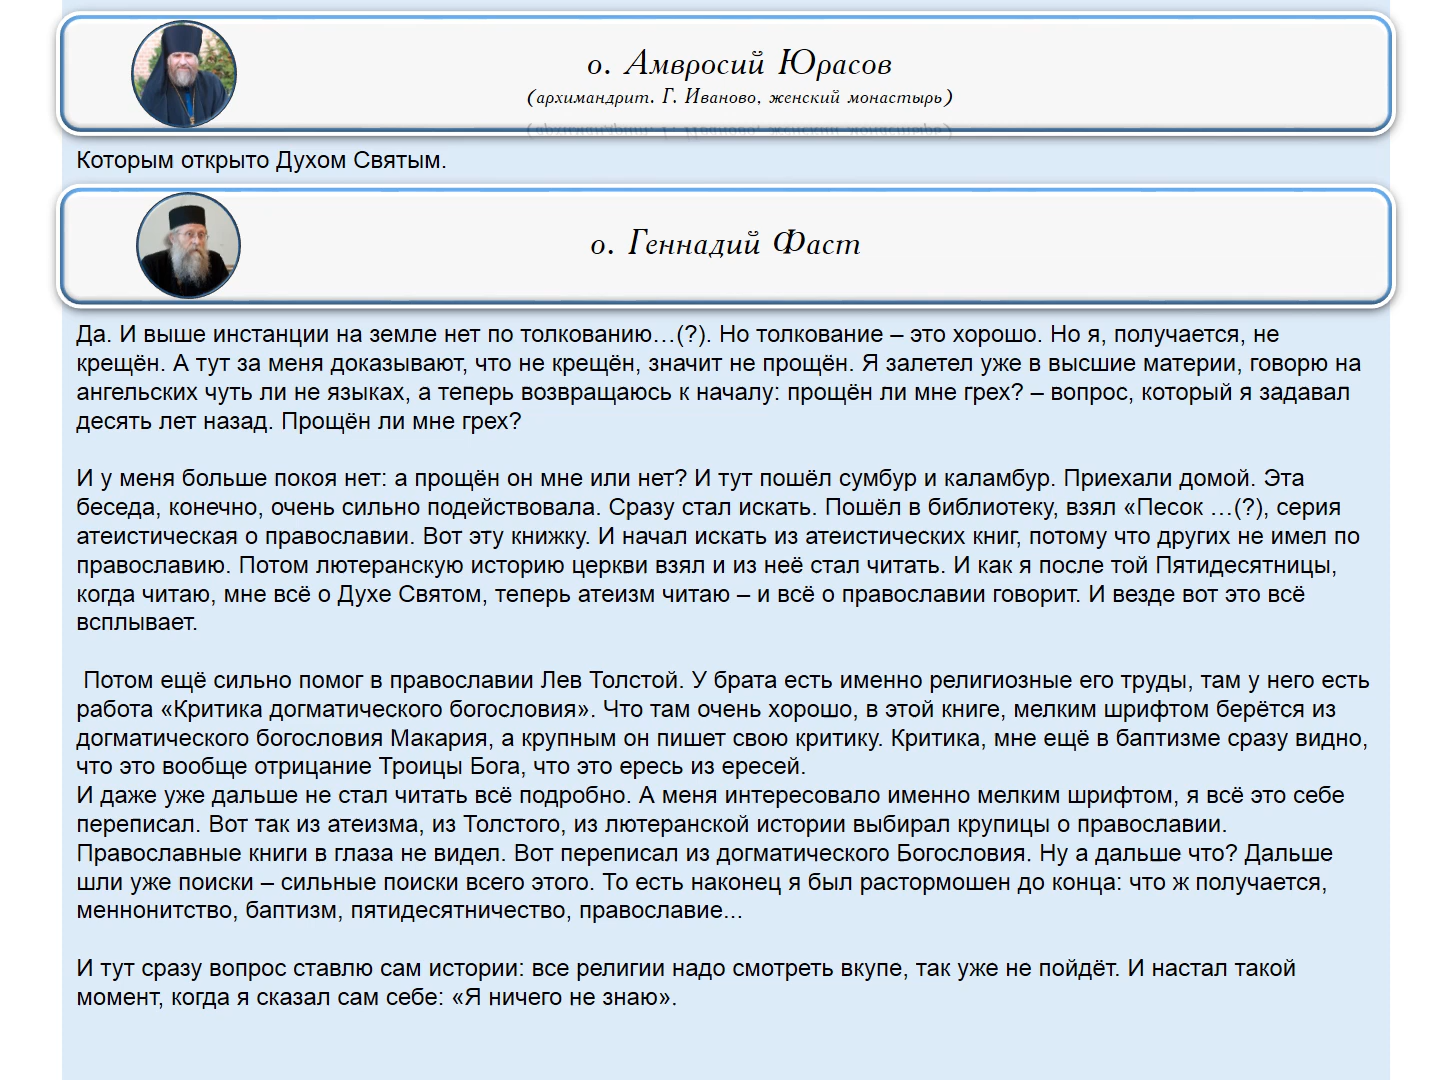 о. Амвросий Юрасов
(архимандрит. Г. Иваново, женский монастырь)
Которым открыто Духом Святым.
о. Геннадий Фаст
Да. И выше инстанции на земле нет по толкованию…(?). Но толкование – это хорошо. Но я, получается, не
крещён. А тут за меня доказывают, что не крещён, значит не прощён. Я залетел уже в высшие материи, говорю на
ангельских чуть ли не языках, а теперь возвращаюсь к началу: прощён ли мне грех? – вопрос, который я задавал
десять лет назад. Прощён ли мне грех?
И у меня больше покоя нет: а прощён он мне или нет? И тут пошёл сумбур и каламбур. Приехали домой. Эта
беседа, конечно, очень сильно подействовала. Сразу стал искать. Пошёл в библиотеку, взял «Песок …(?), серия
атеистическая о православии. Вот эту книжку. И начал искать из атеистических книг, потому что других не имел по
православию. Потом лютеранскую историю церкви взял и из неё стал читать. И как я после той Пятидесятницы,
когда читаю, мне всё о Духе Святом, теперь атеизм читаю – и всё о православии говорит. И везде вот это всё
всплывает.
Потом ещё сильно помог в православии Лев Толстой. У брата есть именно религиозные его труды, там у него есть
работа «Критика догматического богословия». Что там очень хорошо, в этой книге, мелким шрифтом берётся из
догматического богословия Макария, а крупным он пишет свою критику. Критика, мне ещё в баптизме сразу видно,
что это вообще отрицание Троицы Бога, что это ересь из ересей.
И даже уже дальше не стал читать всё подробно. А меня интересовало именно мелким шрифтом, я всё это себе
переписал. Вот так из атеизма, из Толстого, из лютеранской истории выбирал крупицы о православии.
Православные книги в глаза не видел. Вот переписал из догматического Богословия. Ну а дальше что? Дальше
шли уже поиски – сильные поиски всего этого. То есть наконец я был растормошен до конца: что ж получается,
меннонитство, баптизм, пятидесятничество, православие...
И тут сразу вопрос ставлю сам истории: все религии надо смотреть вкупе, так уже не пойдёт. И настал такой
момент, когда я сказал сам себе: «Я ничего не знаю».